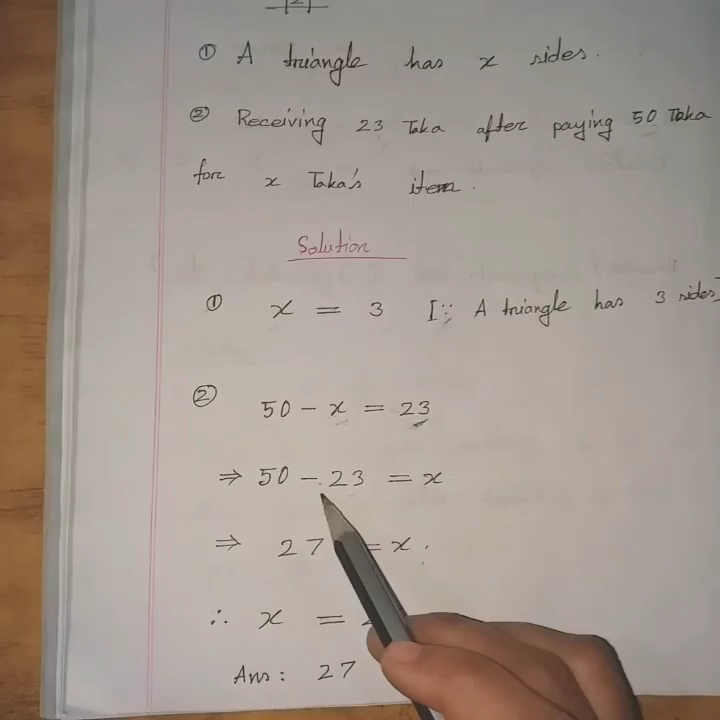 ① A triangle has x sides.
② Receiving 23 Taka after paying 50 Taka
for x Taka's item.
Solution
① x = 3 [∵ A triangle has 3 sides]
② 50 - x = 23
⇒ 50 - 23 = x
⇒ 27 = x
∴ x =
Ans: 27